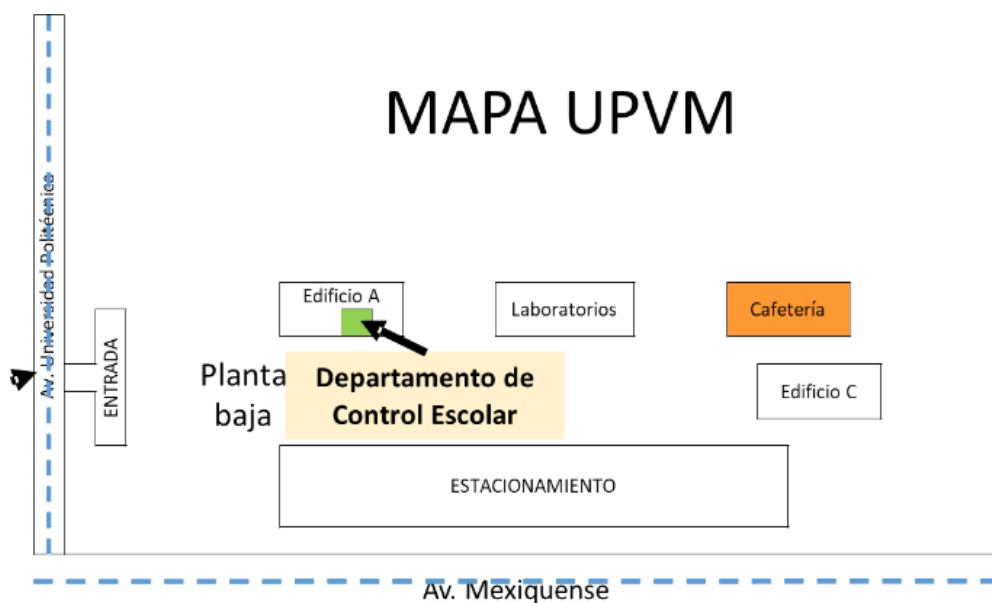 MAPA UPVM
Av. Universidad Politécnica
Edificio A
Laboratorios
Cafetería
ENTRADA
Planta
baja
Departamento de
Control Escolar
Edificio C
ESTACIONAMIENTO
Av. Mexiquense